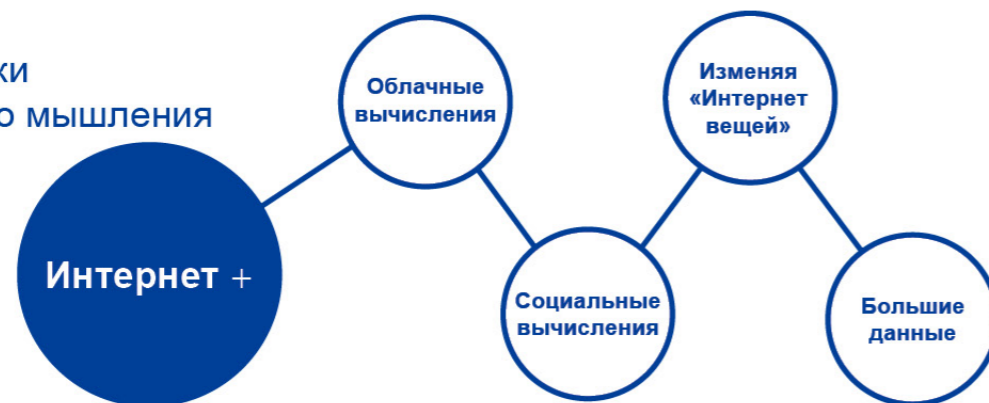 ки
о мышления
Интернет +
Облачные
вычисления
Социальные
вычисления
Изменяя
«Интернет
вещей»
Большие
данные